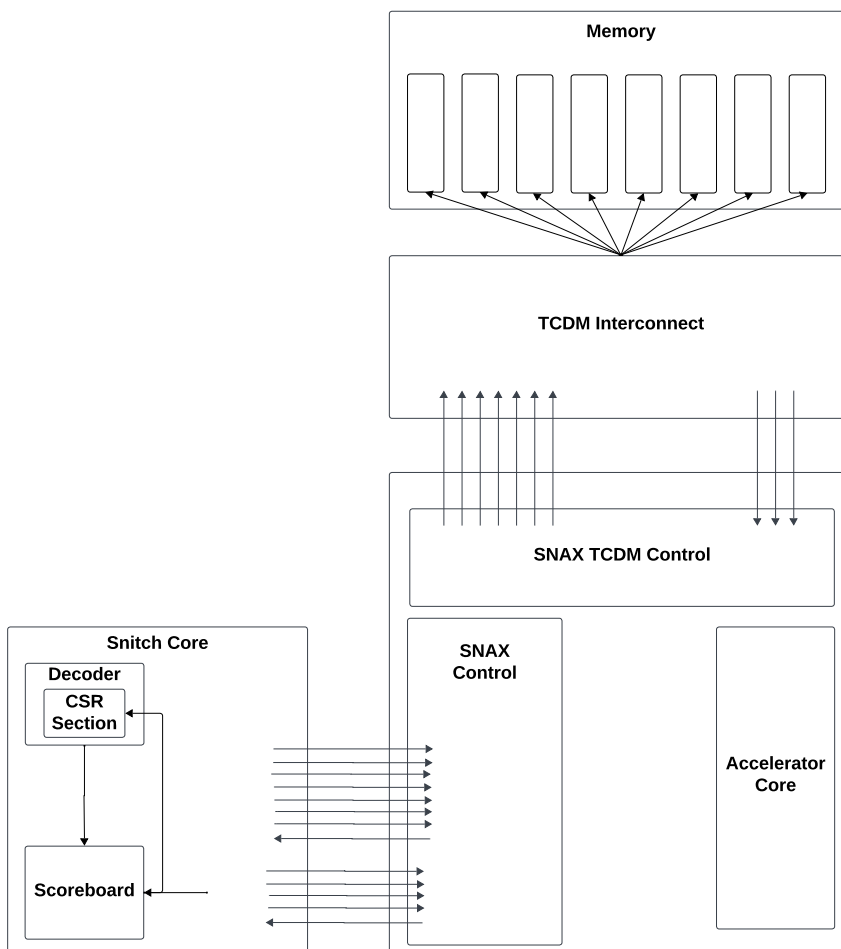 Memory
TCDM Interconnect
SNAX TCDM Control
Snitch Core
Decoder
CSR
Section
Scoreboard
SNAX
Control
Accelerator
Core